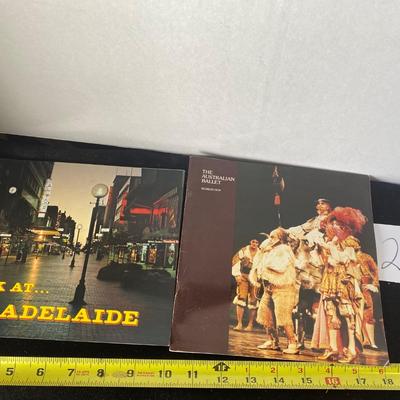 THE
AUSTRALIAN
BALLET
K AT...
ADELAIDE
2
5 6 7 8 9 10 11 12 13 14 15 16 17 18